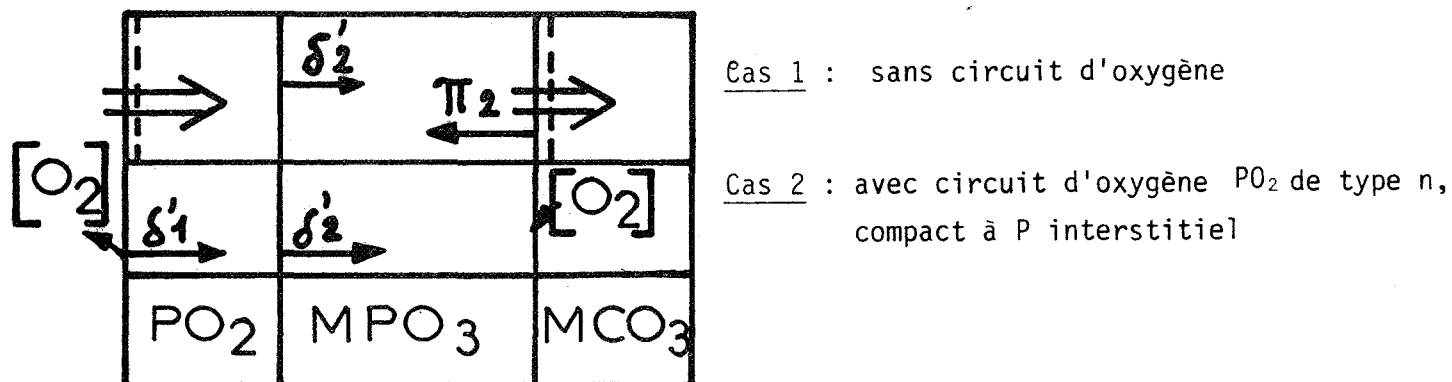 δ'2
π2
[O2]
δ'1
δ'2
[O2]
PO2
MPO3
MCO3
Cas 1 : sans circuit d'oxygène
Cas 2 : avec circuit d'oxygène PO2 de type n,
compact à P interstitiel